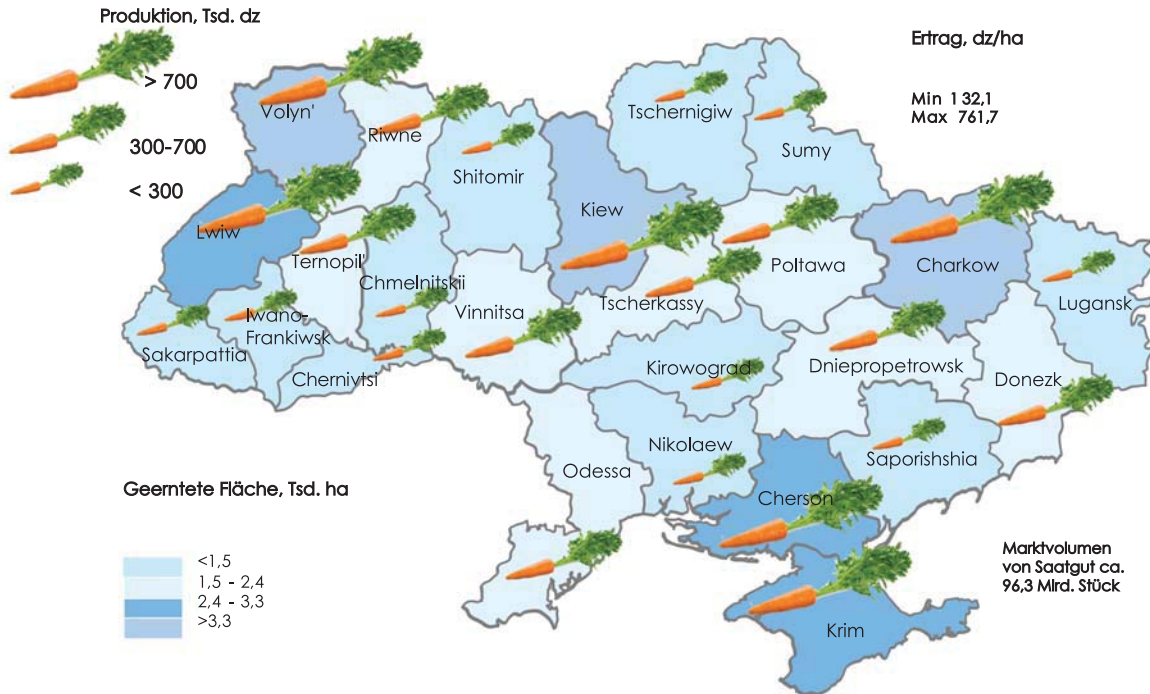 Produktion, Tsd. dz
> 700
300-700
< 300
Ertrag, dz/ha
Min 132,1
Max 761,7
Volyn'
Riwne
Shitomir
Tschernigiw
Sumy
Kiew
Lwiw
Ternopil'
Chmelnitskii
Vinnitsa
Tscherkassy
Poltawa
Charkow
Lugansk
Iwano-
Frankiwsk
Sakarpattia
Chernivtsi
Kirowograd
Dniepropetrowsk
Donezk
Nikolaew
Odessa
Saporishshia
Cherson
Krim
Geerntete Fläche, Tsd. ha
<1,5
1,5 - 2,4
2,4 - 3,3
>3,3
Marktvolumen
von Saatgut ca.
96,3 Mlrd. Stück